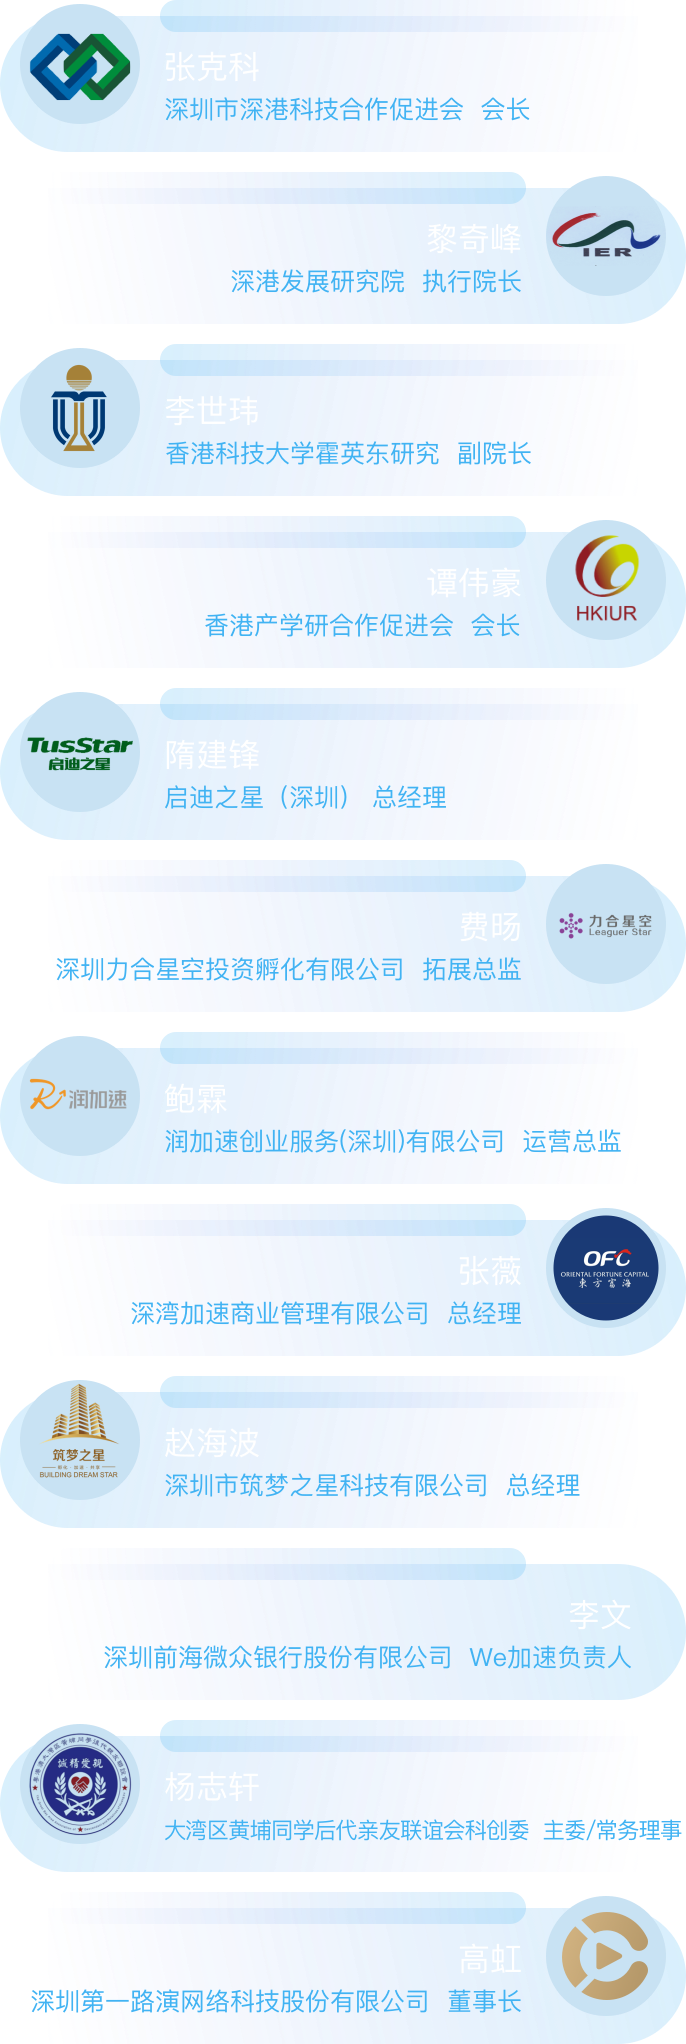 张克科
深圳市深港科技合作促进会 会长
黎奇峰
深港发展研究院 执行院长
IER
李世玮
香港科技大学霍英东研究 副院长
谭伟豪
香港产学研合作促进会 会长
HKIUR
TusStar
启迪之星
隋建锋
启迪之星（深圳） 总经理
费旸
深圳力合星空投资孵化有限公司 拓展总监
力合星空
Leaguer Star
润加速
鲍霖
润加速创业服务(深圳)有限公司 运营总监
张薇
深湾加速商业管理有限公司 总经理
OFC
ORIENTAL FORTUNE CAPITAL
東方富海
筑梦之星
BUILDING DREAM STAR
赵海波
深圳市筑梦之星科技有限公司 总经理
李文
深圳前海微众银行股份有限公司 We加速负责人
誠精愛親
杨志轩
大湾区黄埔同学后代亲友联谊会科创委 主委/常务理事
高虹
深圳第一路演网络科技股份有限公司 董事长